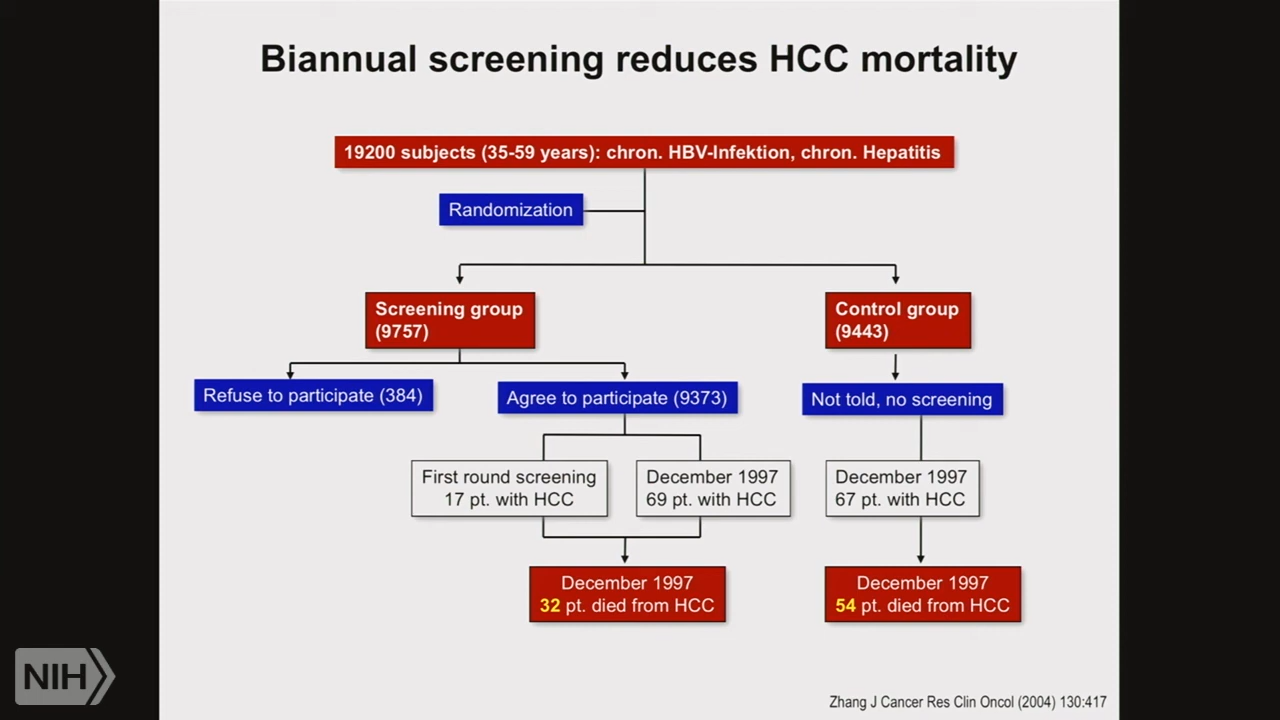 Biannual screening reduces HCC mortality
19200 subjects (35-59 years): chron. HBV-Infektion, chron. Hepatitis
Randomization
Screening group
(9757)
Control group
(9443)
Refuse to participate (384)
Agree to participate (9373)
Not told, no screening
First round screening
17 pt. with HCC
December 1997
69 pt. with HCC
December 1997
67 pt. with HCC
December 1997
32 pt. died from HCC
December 1997
54 pt. died from HCC
NIH
Zhang J Cancer Res Clin Oncol (2004) 130:417